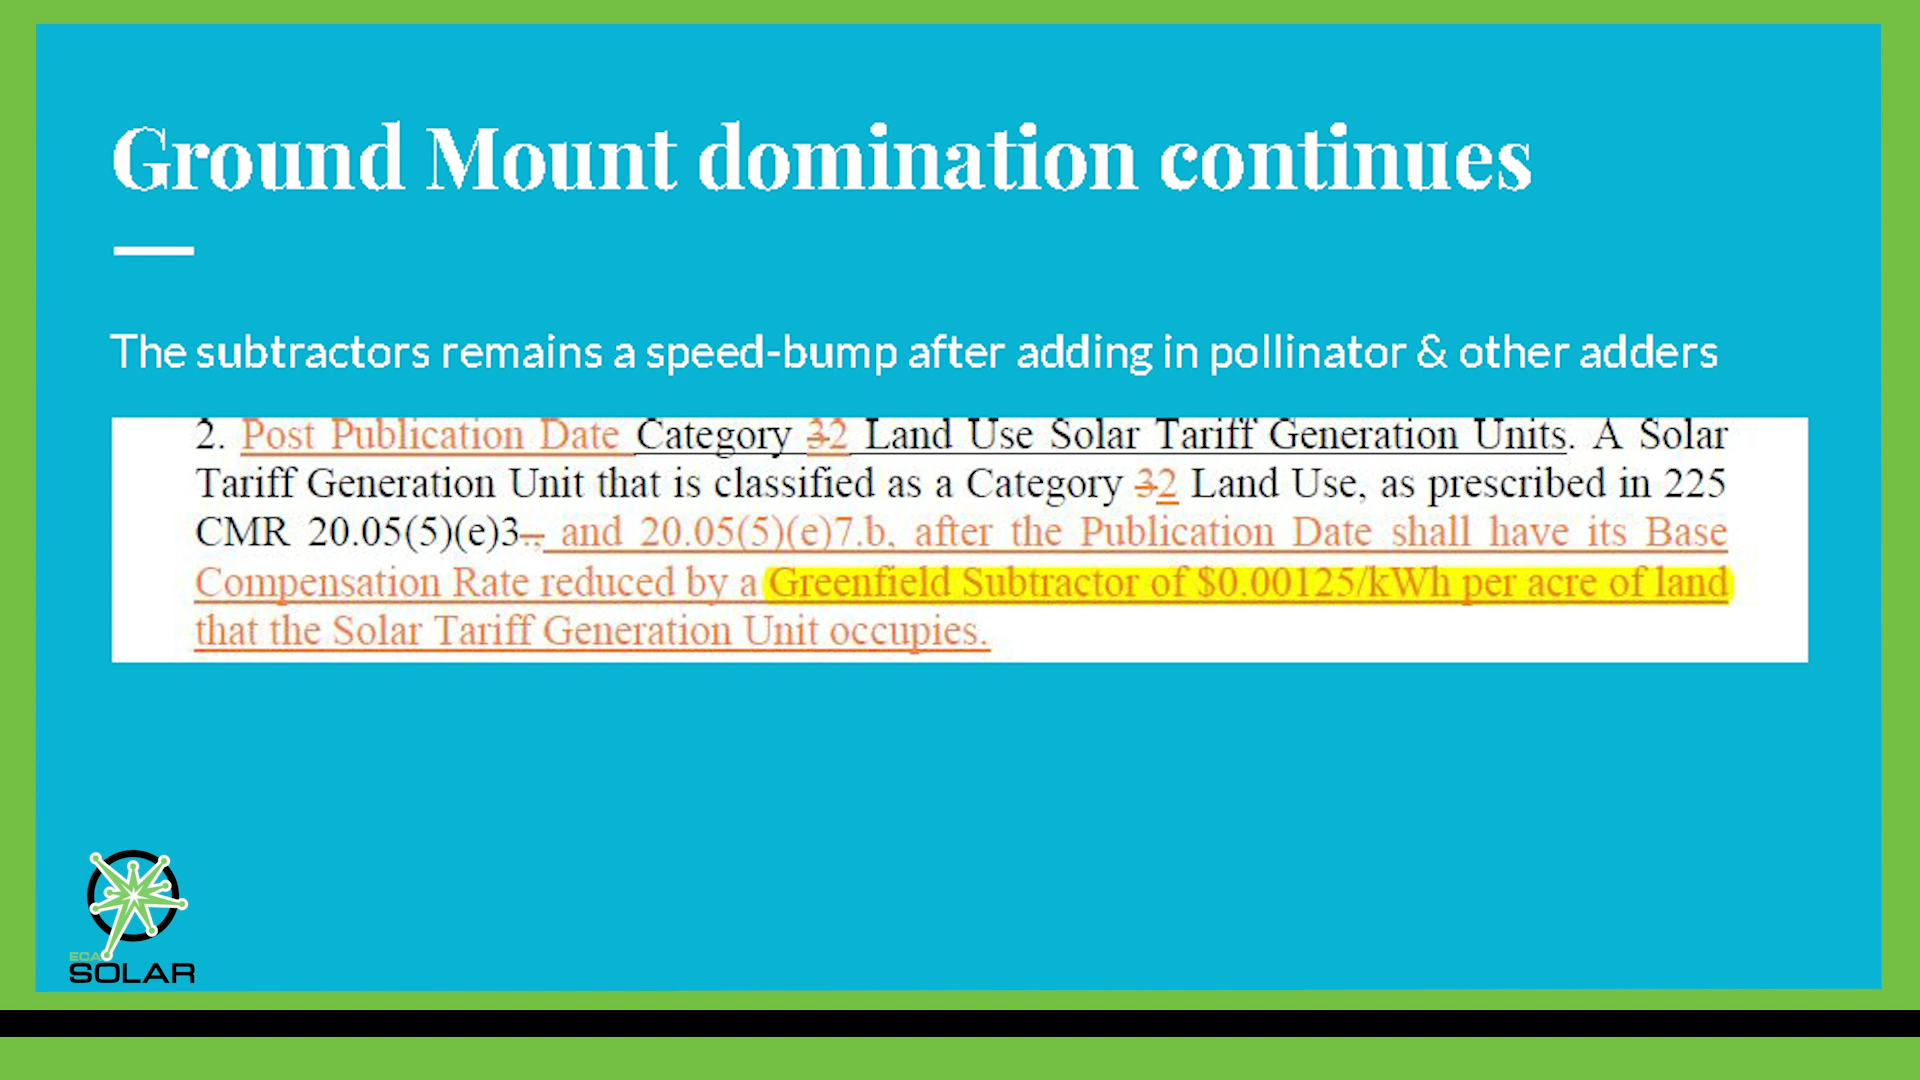 Ground Mount domination continues
The subtractors remains a speed-bump after adding in pollinator & other adders
2. Post Publication Date Category 32 Land Use Solar Tariff Generation Units. A Solar
Tariff Generation Unit that is classified as a Category 32 Land Use, as prescribed in 225
CMR 20.05(5)(e)3., and 20.05(5)(e)7.b. after the Publication Date shall have its Base
Compensation Rate reduced by a Greenfield Subtractor of $0.00125/kWh per acre of land
that the Solar Tariff Generation Unit occupies.
ECA
SOLAR